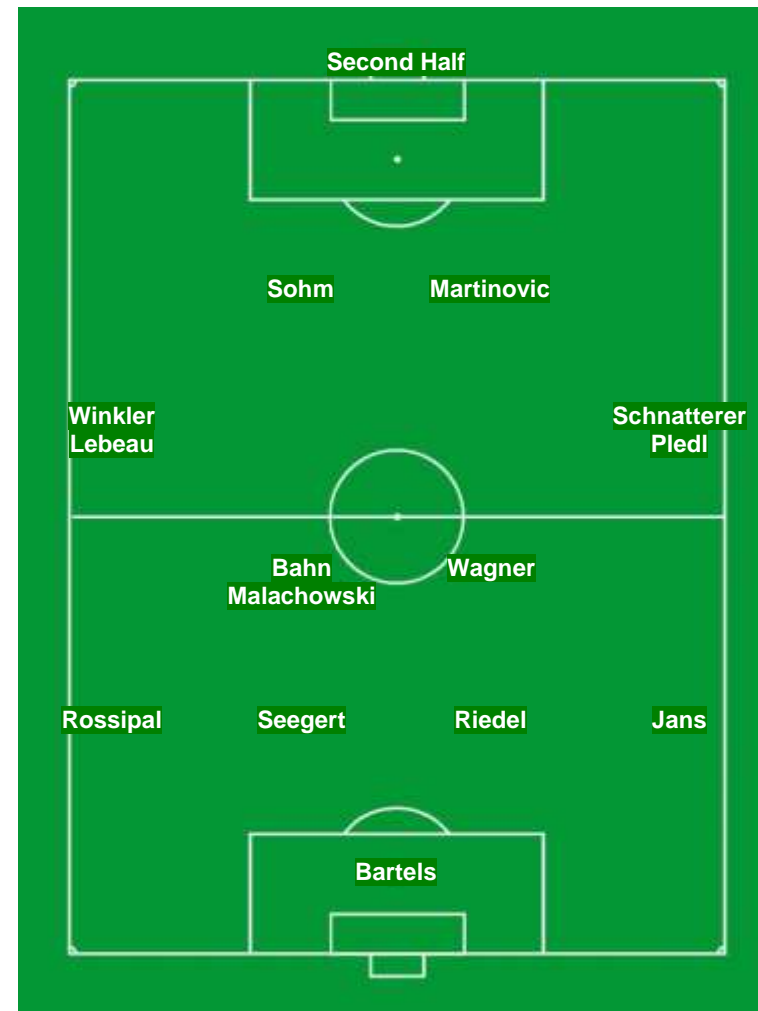 Second Half
Sohm Martinovic
Winkler Schnatterer
Lebeau Pledl
Bahn Wagner
Malachowski
Rossipal Seegert Riedel Jans
Bartels